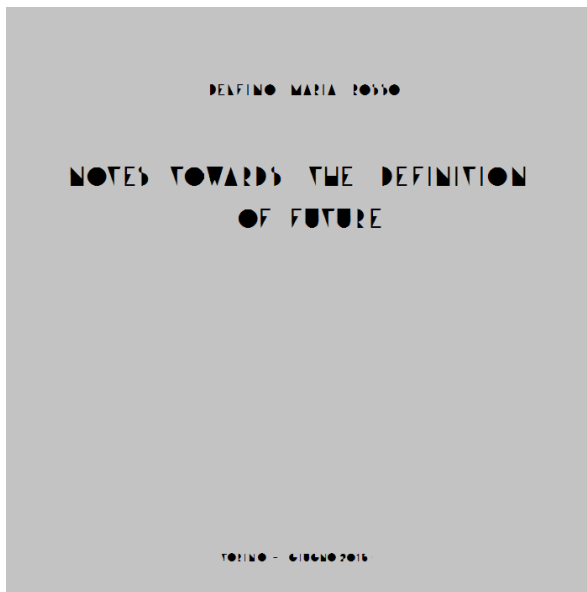 DELFINO MARIA ROSSO
NOTES TOWARDS THE DEFINITION
OF FUTURE
TORINO - GIUGNO 2016